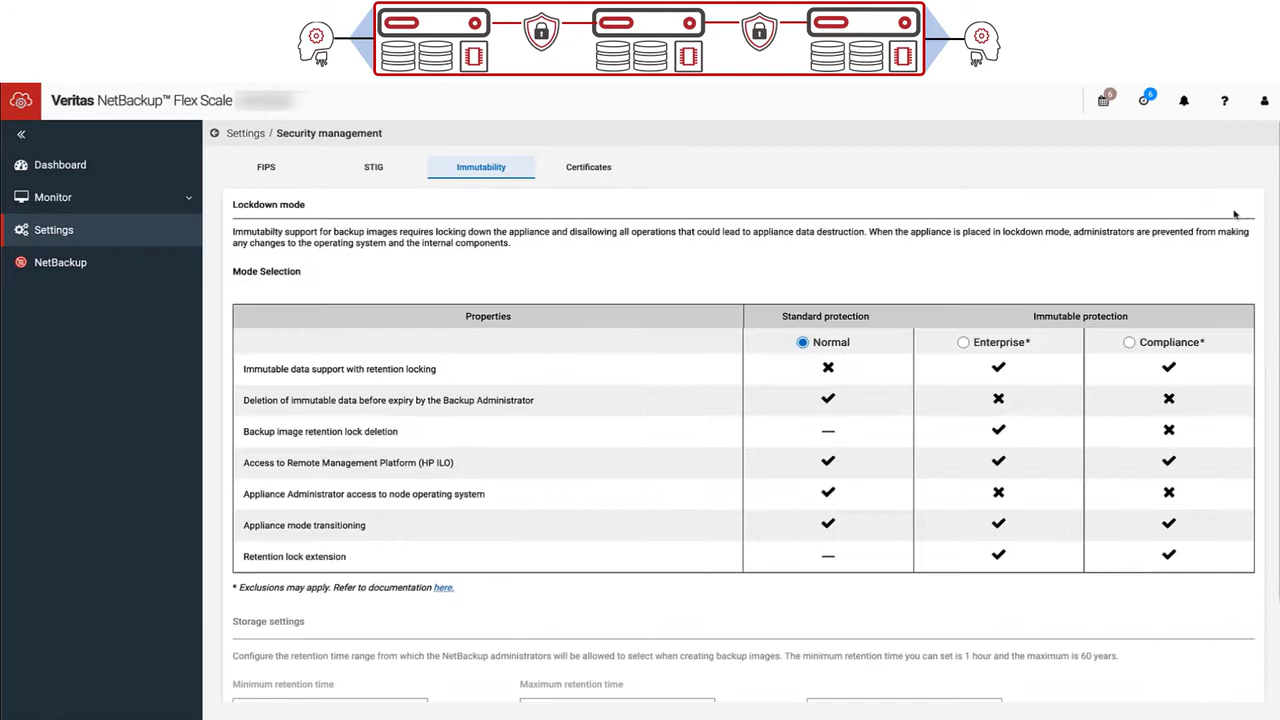 Veritas NetBackup™ Flex Scale
6
6
?
Settings / Security management
Dashboard
Monitor
Settings
NetBackup
FIPS
STIG
Immutability
Certificates
Lockdown mode
Immutabilty support for backup images requires locking down the appliance and disallowing all operations that could lead to appliance data destruction. When the appliance is placed in lockdown mode, administrators are prevented from making
any changes to the operating system and the internal components.
Mode Selection
Properties
Standard protection
Immutable protection
Normal
Enterprise*
Compliance*
Immutable data support with retention locking
Deletion of immutable data before expiry by the Backup Administrator
Backup image retention lock deletion
Access to Remote Management Platform (HP ILO)
Appliance Administrator access to node operating system
Appliance mode transitioning
Retention lock extension
* Exclusions may apply. Refer to documentation here.
Storage settings
Configure the retention time range from which the NetBackup administrators will be allowed to select when creating backup images. The minimum retention time you can set is 1 hour and the maximum is 60 years.
Minimum retention time
Maximum retention time